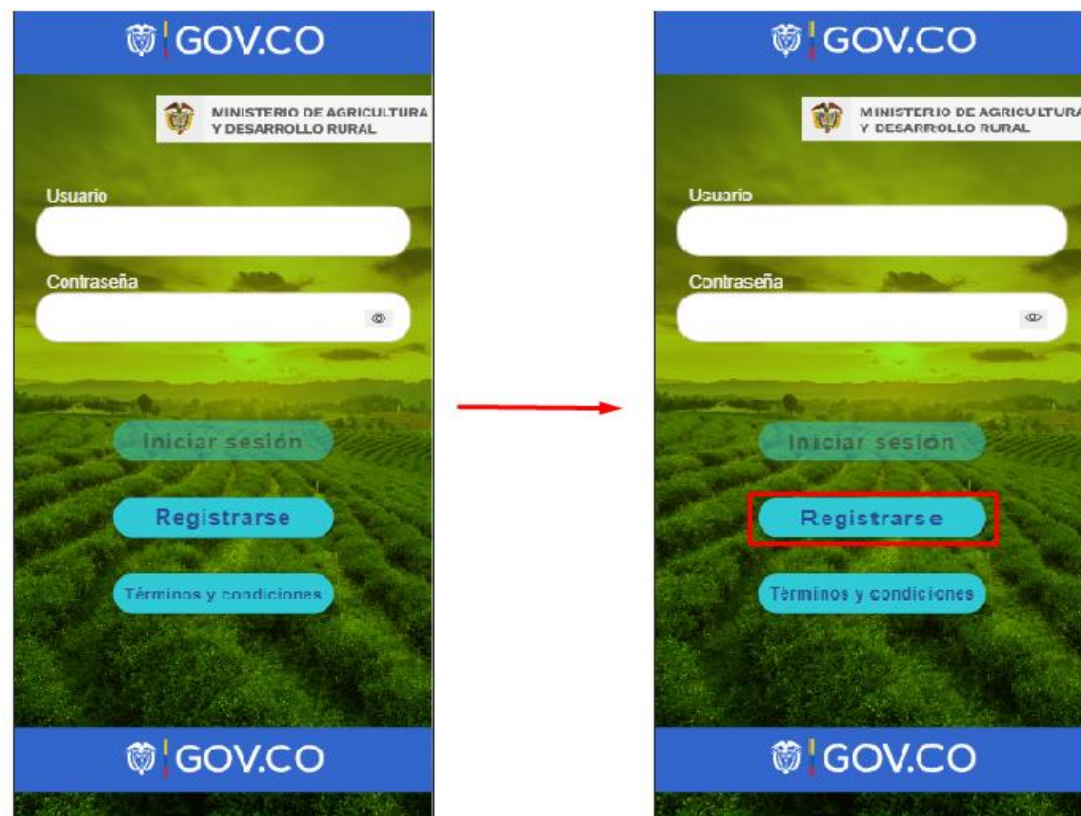 GOV.CO
MINISTERIO DE AGRICULTURA
Y DESARROLLO RURAL
Usuario
Contraseña
Iniciar sesión
Registrarse
Términos y condiciones
GOV.CO
GOV.CO
MINISTERIO DE AGRICULTURA
Y DESARROLLO RURAL
Usuario
Contraseña
Iniciar sesión
Registrarse
Términos y condiciones
GOV.CO